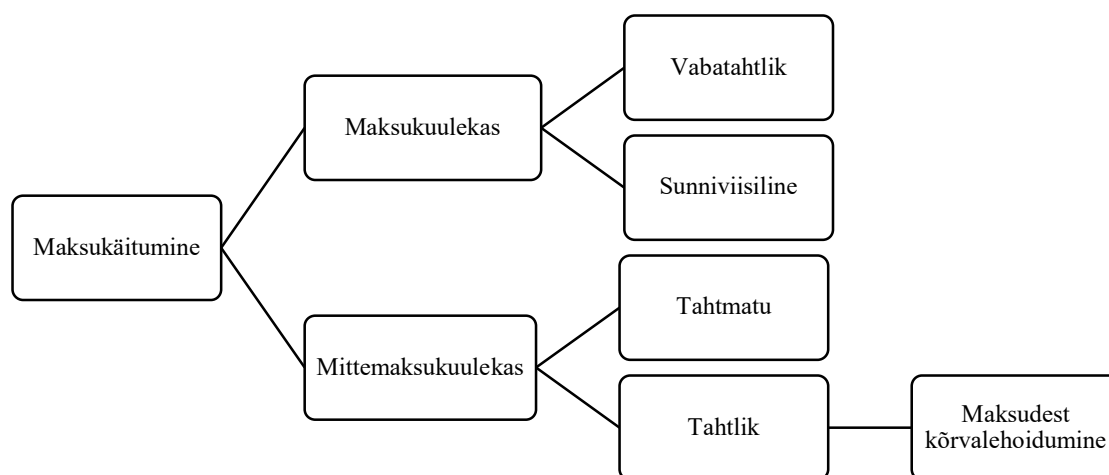 Vabatahtlik
Maksukuulekas
Sunniviisiline
Maksukäitumine
Tahtmatu
Mittemaksukuulekas
Tahtlik
Maksudest
kõrvalehoidumine